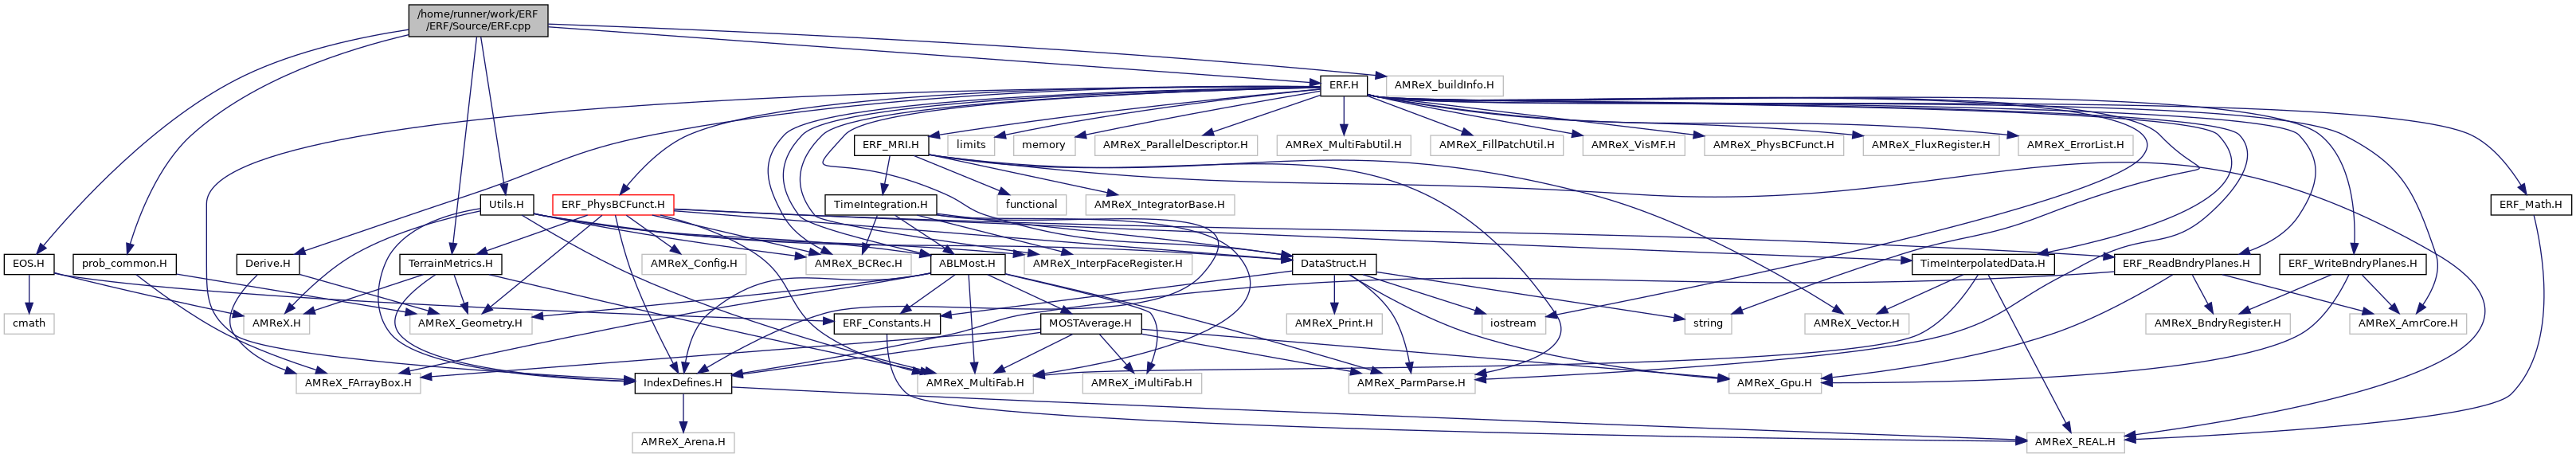 /home/runner/work/ERF
/ERF/Source/ERF.cpp
ERF.H
AMReX_buildInfo.H
ERF_MRI.H
limits
memory
AMReX_ParallelDescriptor.H
AMReX_MultiFabUtil.H
AMReX_FillPatchUtil.H
AMReX_VisMF.H
AMReX_PhysBCFunct.H
AMReX_FluxRegister.H
AMReX_ErrorList.H
Utils.H
ERF_PhysBCFunct.H
TimeIntegration.H
functional
AMReX_IntegratorBase.H
ERF_Math.H
EOS.H
prob_common.H
Derive.H
TerrainMetrics.H
AMReX_Config.H
AMReX_BCRec.H
ABLMost.H
AMReX_InterpFaceRegister.H
DataStruct.H
TimeInterpolatedData.H
ERF_ReadBndryPlanes.H
ERF_WriteBndryPlanes.H
cmath
AMReX.H
AMReX_Geometry.H
ERF_Constants.H
MOSTAverage.H
AMReX_Print.H
iostream
string
AMReX_Vector.H
AMReX_BndryRegister.H
AMReX_AmrCore.H
AMReX_FArrayBox.H
IndexDefines.H
AMReX_MultiFab.H
AMReX_iMultiFab.H
AMReX_ParmParse.H
AMReX_Gpu.H
AMReX_Arena.H
AMReX_REAL.H